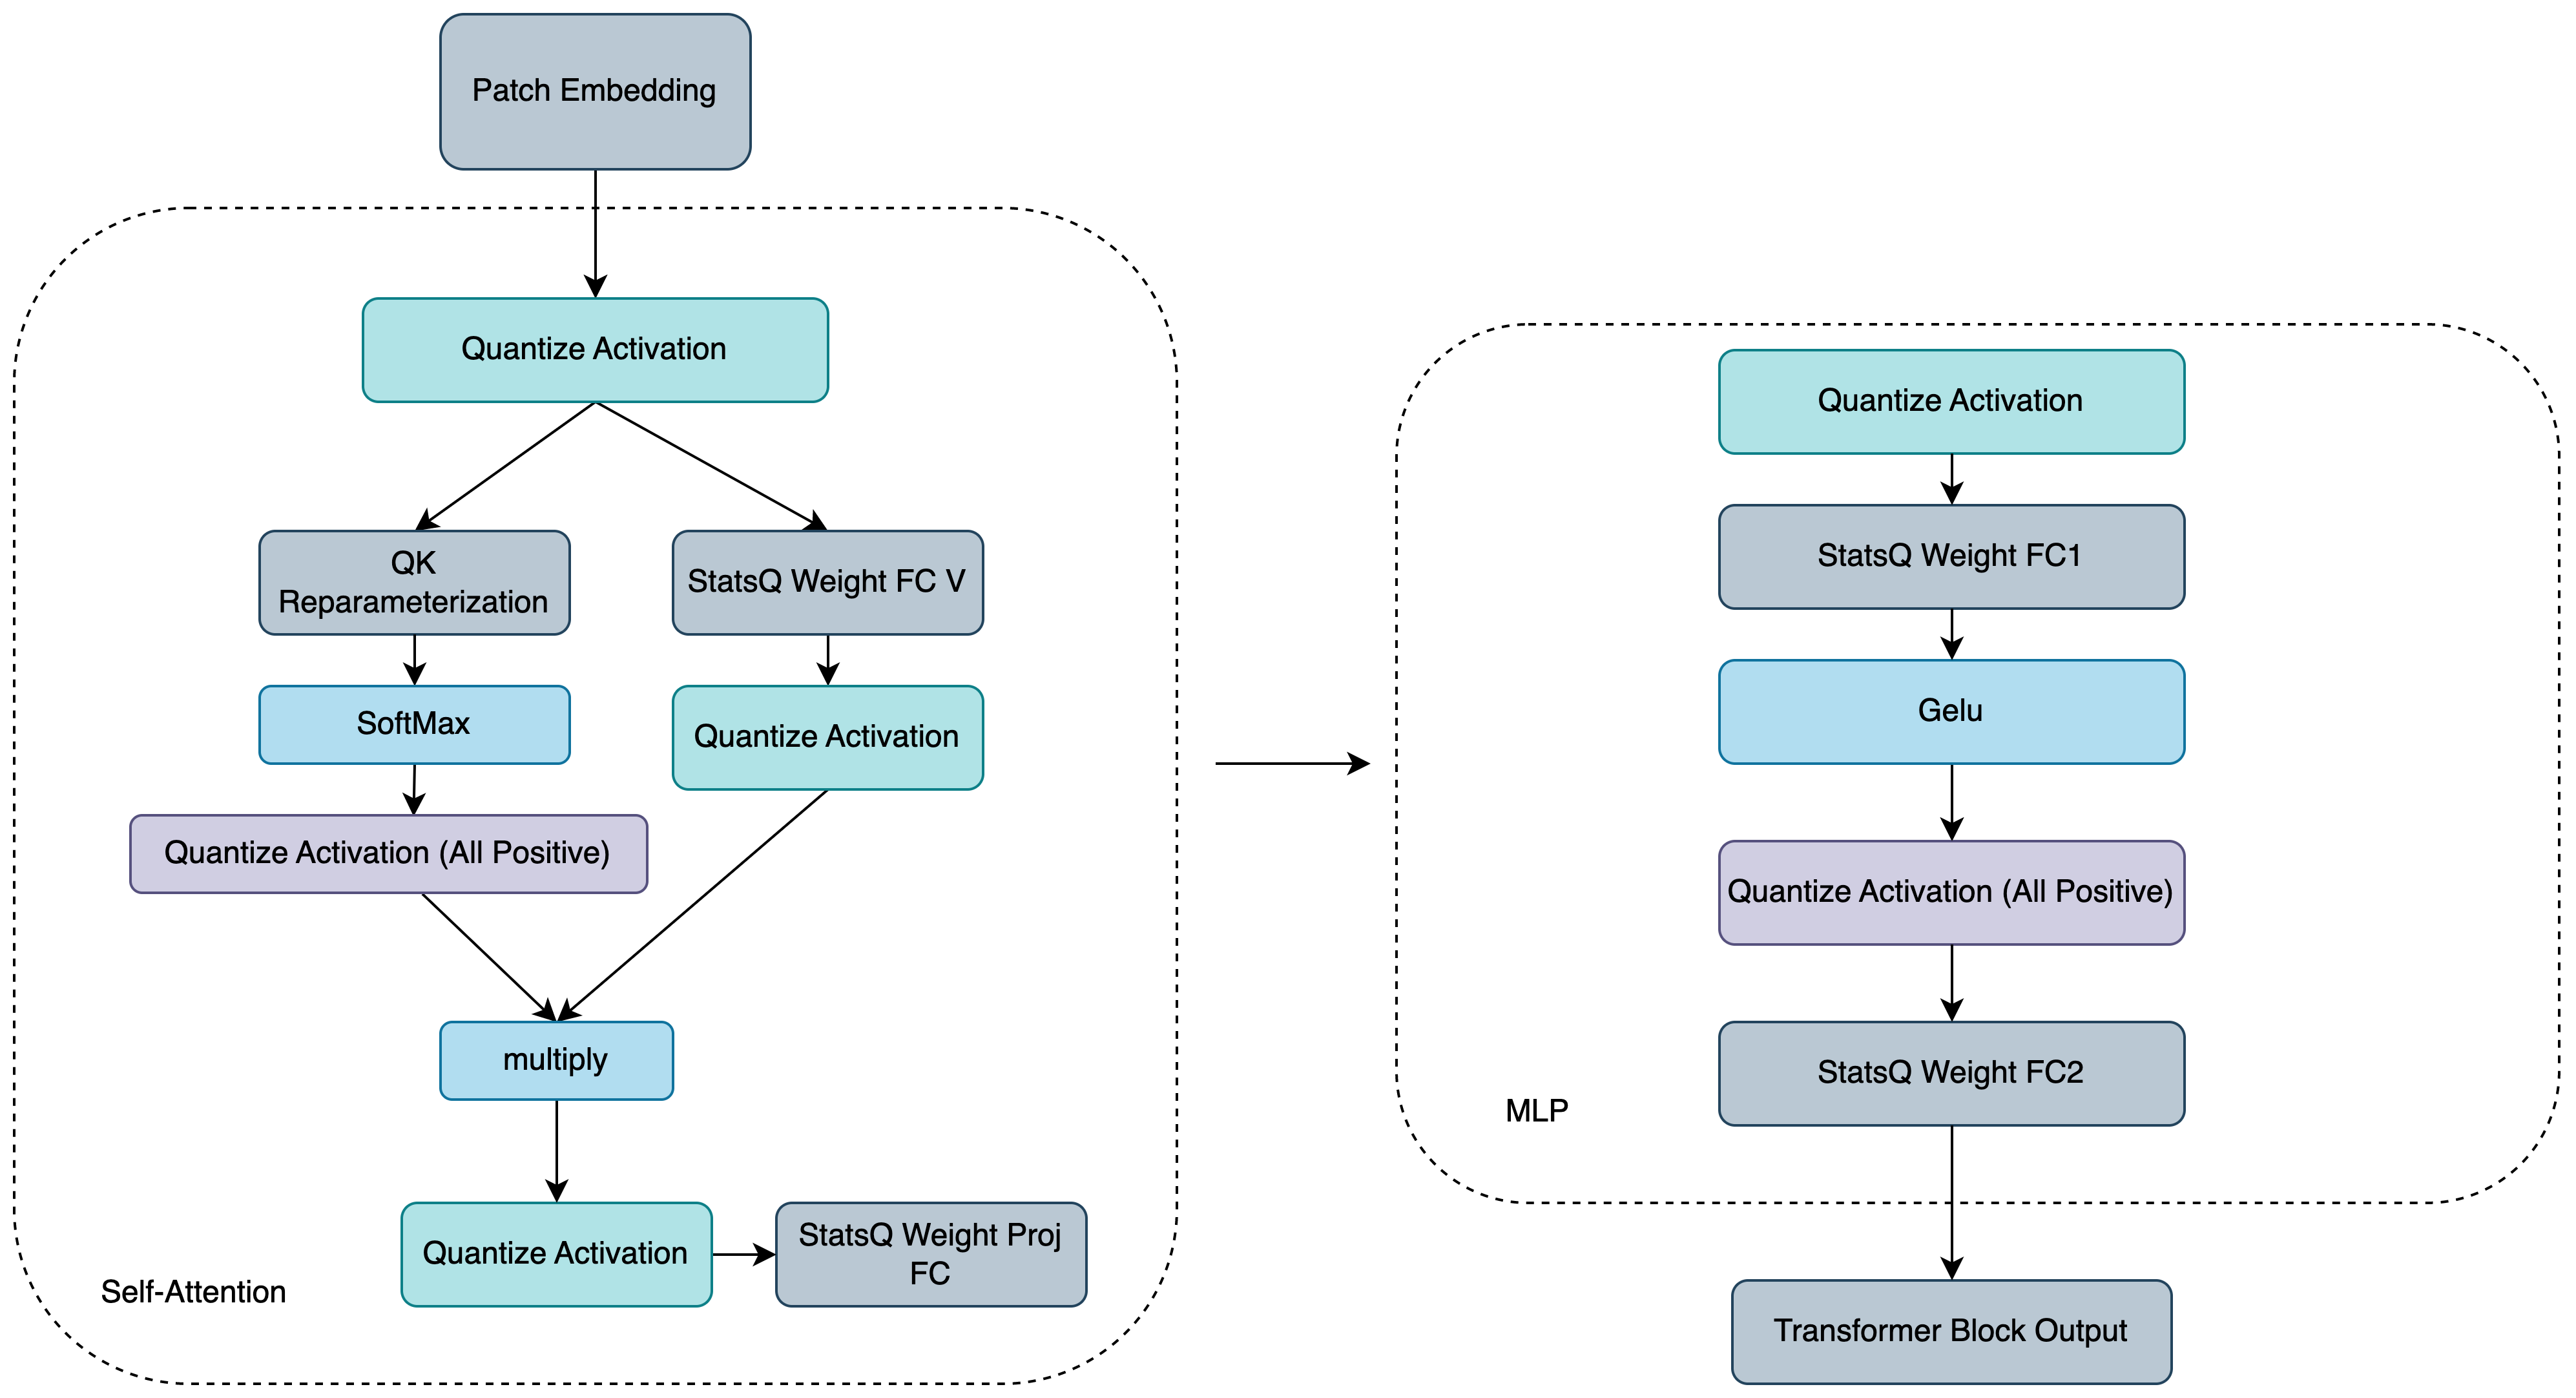 Patch Embedding
Quantize Activation
QK
Reparameterization
StatsQ Weight FC V
SoftMax
Quantize Activation
Quantize Activation (All Positive)
multiply
Quantize Activation
StatsQ Weight Proj
FC
Self-Attention
Quantize Activation
StatsQ Weight FC1
Gelu
Quantize Activation (All Positive)
StatsQ Weight FC2
MLP
Transformer Block Output